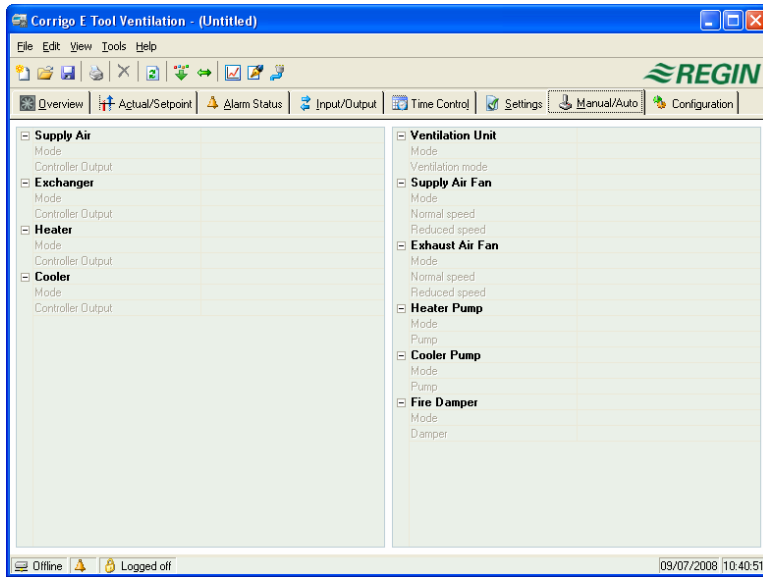 Corrigo E Tool Ventilation - (Untitled)
File Edit View Tools Help
REGIN
Overview Actual/Setpoint Alarm Status Input/Output Time Control Settings Manual/Auto Configuration
Supply Air
Mode
Controller Output
Exchanger
Mode
Controller Output
Heater
Mode
Controller Output
Cooler
Mode
Controller Output
Ventilation Unit
Mode
Ventilation mode
Supply Air Fan
Mode
Normal speed
Reduced speed
Exhaust Air Fan
Mode
Normal speed
Reduced speed
Heater Pump
Mode
Pump
Cooler Pump
Mode
Pump
Fire Damper
Mode
Damper
Offline Logged off 09/07/2008 10:40:51